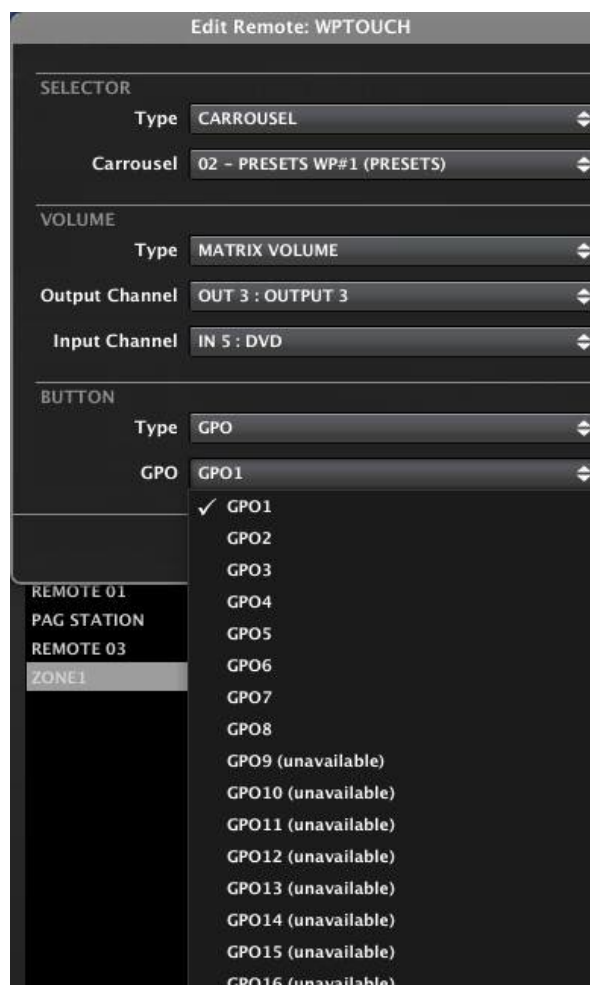 Edit Remote: WPTOUCH
SELECTOR
Type CARROUSEL
Carrousel 02 – PRESETS WP#1 (PRESETS)
VOLUME
Type MATRIX VOLUME
Output Channel OUT 3 : OUTPUT 3
Input Channel IN 5 : DVD
BUTTON
Type GPO
GPO GPO1
✓ GPO1
GPO2
GPO3
GPO4
GPO5
GPO6
GPO7
GPO8
GPO9 (unavailable)
GPO10 (unavailable)
GPO11 (unavailable)
GPO12 (unavailable)
GPO13 (unavailable)
GPO14 (unavailable)
GPO15 (unavailable)
GPO16 (unavailable)
REMOTE 01
PAG STATION
REMOTE 03
ZONE1